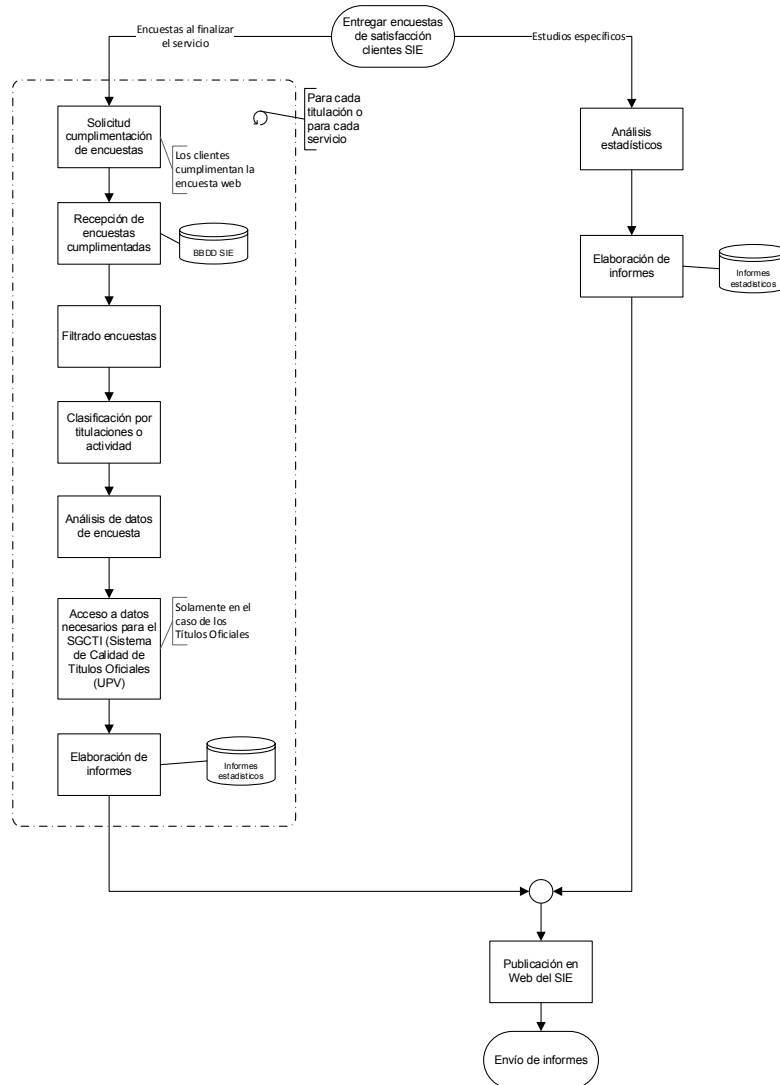 Entregar encuestas
de satisfacción
clientes SIE
Encuestas al finalizar
el servicio
Estudios específicos
Para cada
titulación o
para cada
servicio
Solicitud
cumplimentación
de encuestas
Los clientes
cumplimentan la
encuesta web
Recepción de
encuestas
cumplimentadas
BBDD SIE
Filtrado encuestas
Clasificación por
titulaciones o
actividad
Análisis de datos
de encuesta
Acceso a datos
necesarios para el
SGCTI (Sistema
de Calidad de
Titulos Oficiales
(UPV)
Solamente en el
caso de los
Títulos Oficiales
Elaboración de
informes
Informes
estadísticos
Análisis
estadísticos
Elaboración de
informes
Informes
estadísticos
Publicación en
Web del SIE
Envío de informes